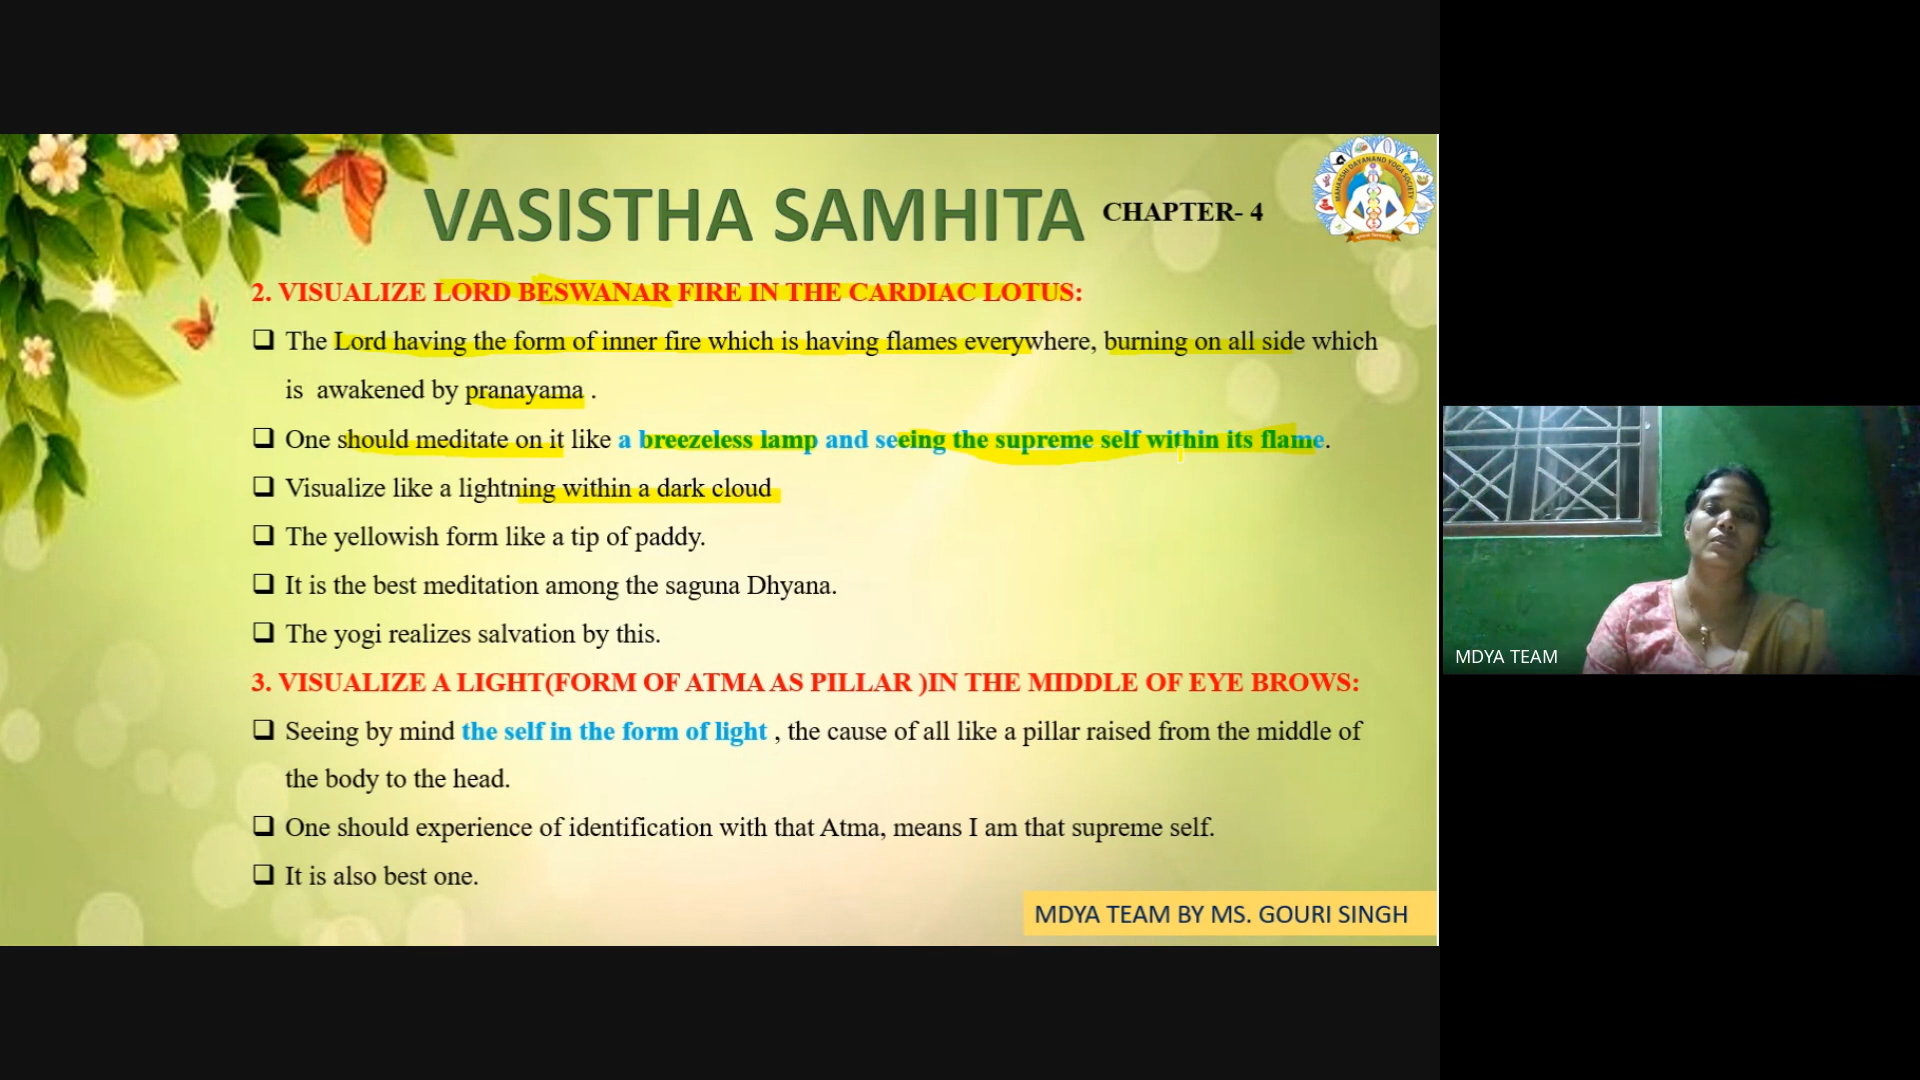 VASISTHA SAMHITA CHAPTER- 4
MAHARSHI DAYANAND YOGA SOCIETY
2. VISUALIZE LORD BESWANAR FIRE IN THE CARDIAC LOTUS:
❑ The Lord having the form of inner fire which is having flames everywhere, burning on all side which
is awakened by pranayama .
❑ One should meditate on it like a breezeless lamp and seeing the supreme self within its flame.
❑ Visualize like a lightning within a dark cloud
❑ The yellowish form like a tip of paddy.
❑ It is the best meditation among the saguna Dhyana.
❑ The yogi realizes salvation by this.
3. VISUALIZE A LIGHT(FORM OF ATMA AS PILLAR )IN THE MIDDLE OF EYE BROWS:
❑ Seeing by mind the self in the form of light , the cause of all like a pillar raised from the middle of
the body to the head.
❑ One should experience of identification with that Atma, means I am that supreme self.
❑ It is also best one.
MDYA TEAM BY MS. GOURI SINGH
MDYA TEAM